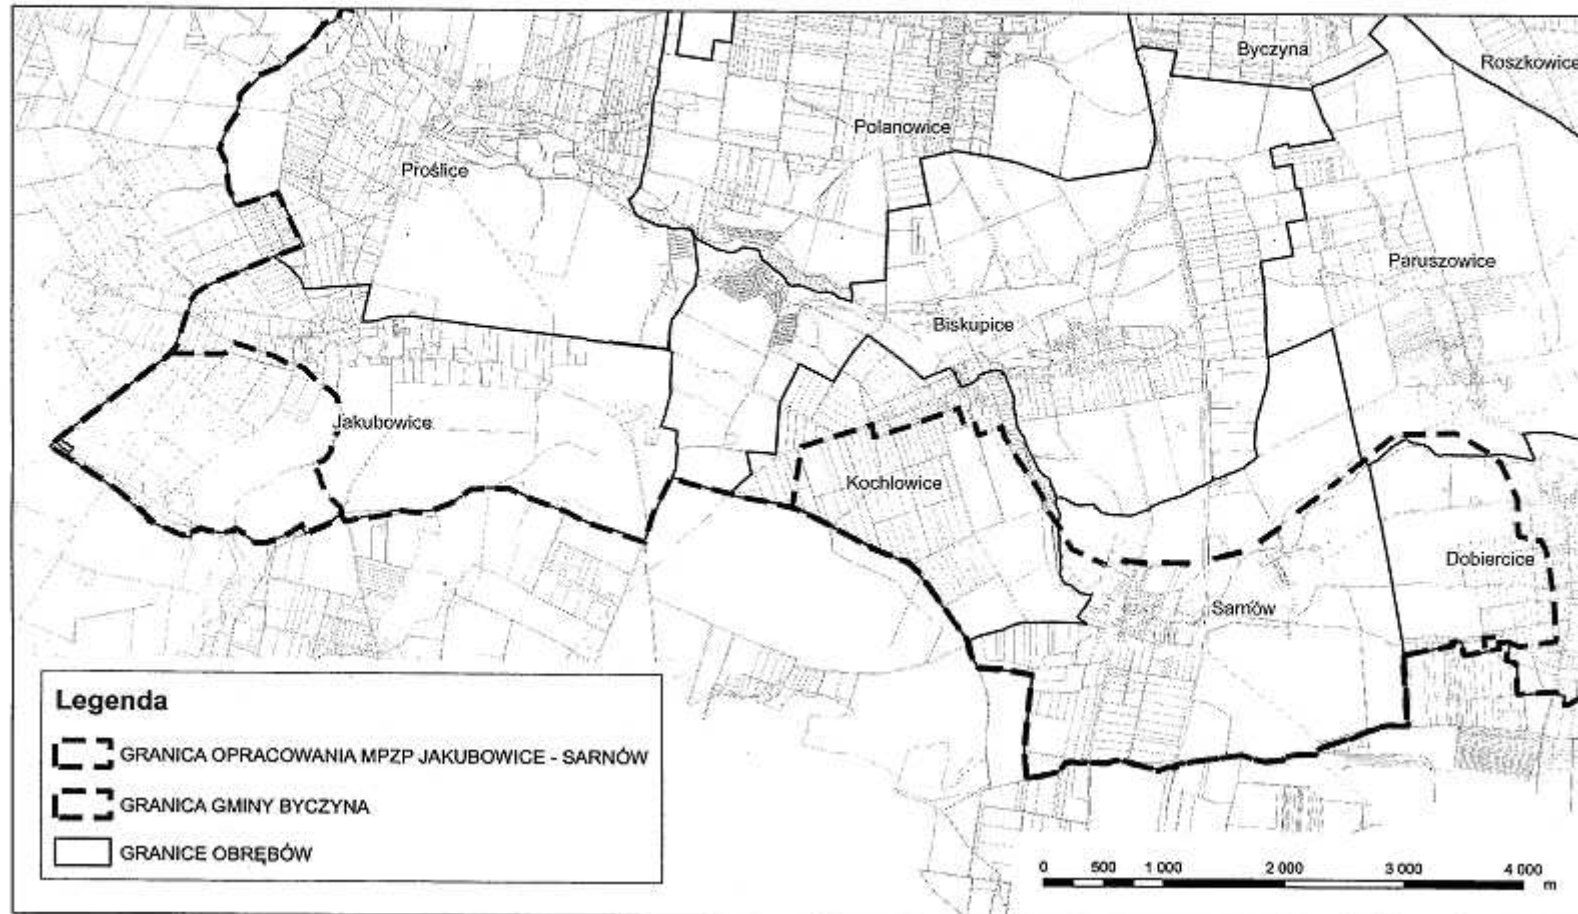 Byczyna
Roszkowice
Polanowice
Proślice
Paruszowice
Biskupice
Jakubowice
Kochłowice
Dobiercice
Sarnów
Legenda
GRANICA OPRACOWANIA MPZP JAKUBOWICE - SARNÓW
GRANICA GMINY BYCZYNA
GRANICE OBRĘBÓW
0 500 1 000 2 000 3 000 4 000
m